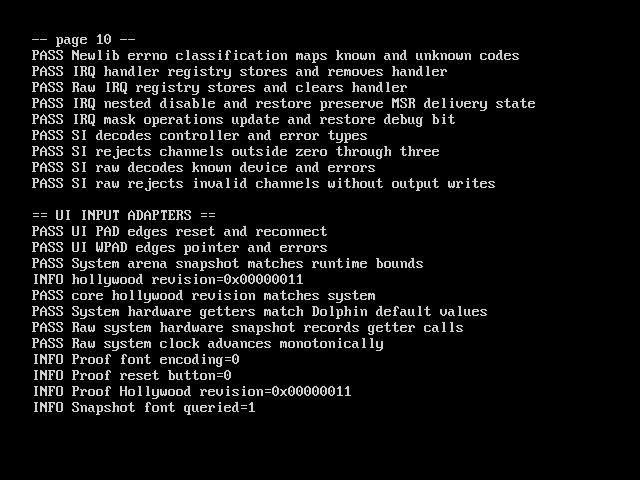 -- page 10 --
PASS Newlib errno classification maps known and unknown codes
PASS IRQ handler registry stores and removes handler
PASS Raw IRQ registry stores and clears handler
PASS IRQ nested disable and restore preserve MSR delivery state
PASS IRQ mask operations update and restore debug bit
PASS SI decodes controller and error types
PASS SI rejects channels outside zero through three
PASS SI raw decodes known device and errors
PASS SI raw rejects invalid channels without output writes
== UI INPUT ADAPTERS ==
PASS UI PAD edges reset and reconnect
PASS UI WPAD edges pointer and errors
PASS System arena snapshot matches runtime bounds
INFO hollywood revision=0x00000011
PASS core hollywood revision matches system
PASS System hardware getters match Dolphin default values
PASS Raw system hardware snapshot records getter calls
PASS Raw system clock advances monotonically
INFO Proof font encoding=0
INFO Proof reset button=0
INFO Proof Hollywood revision=0x00000011
INFO Snapshot font queried=1